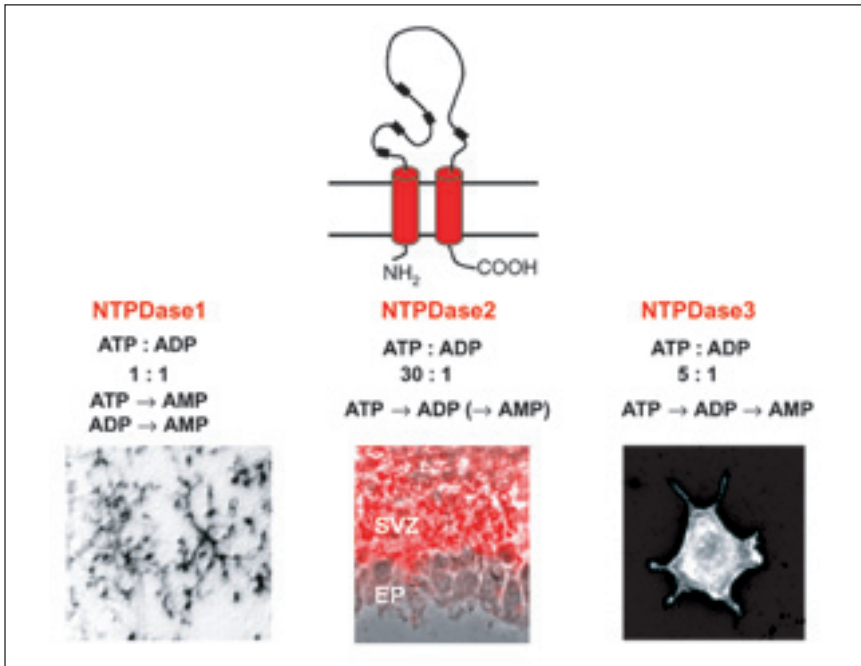 NH2
COOH
NTPDase1
ATP : ADP
1 : 1
ATP → AMP
ADP → AMP
NTPDase2
ATP : ADP
30 : 1
ATP → ADP (→ AMP)
SVZ
EP
NTPDase3
ATP : ADP
5 : 1
ATP → ADP → AMP